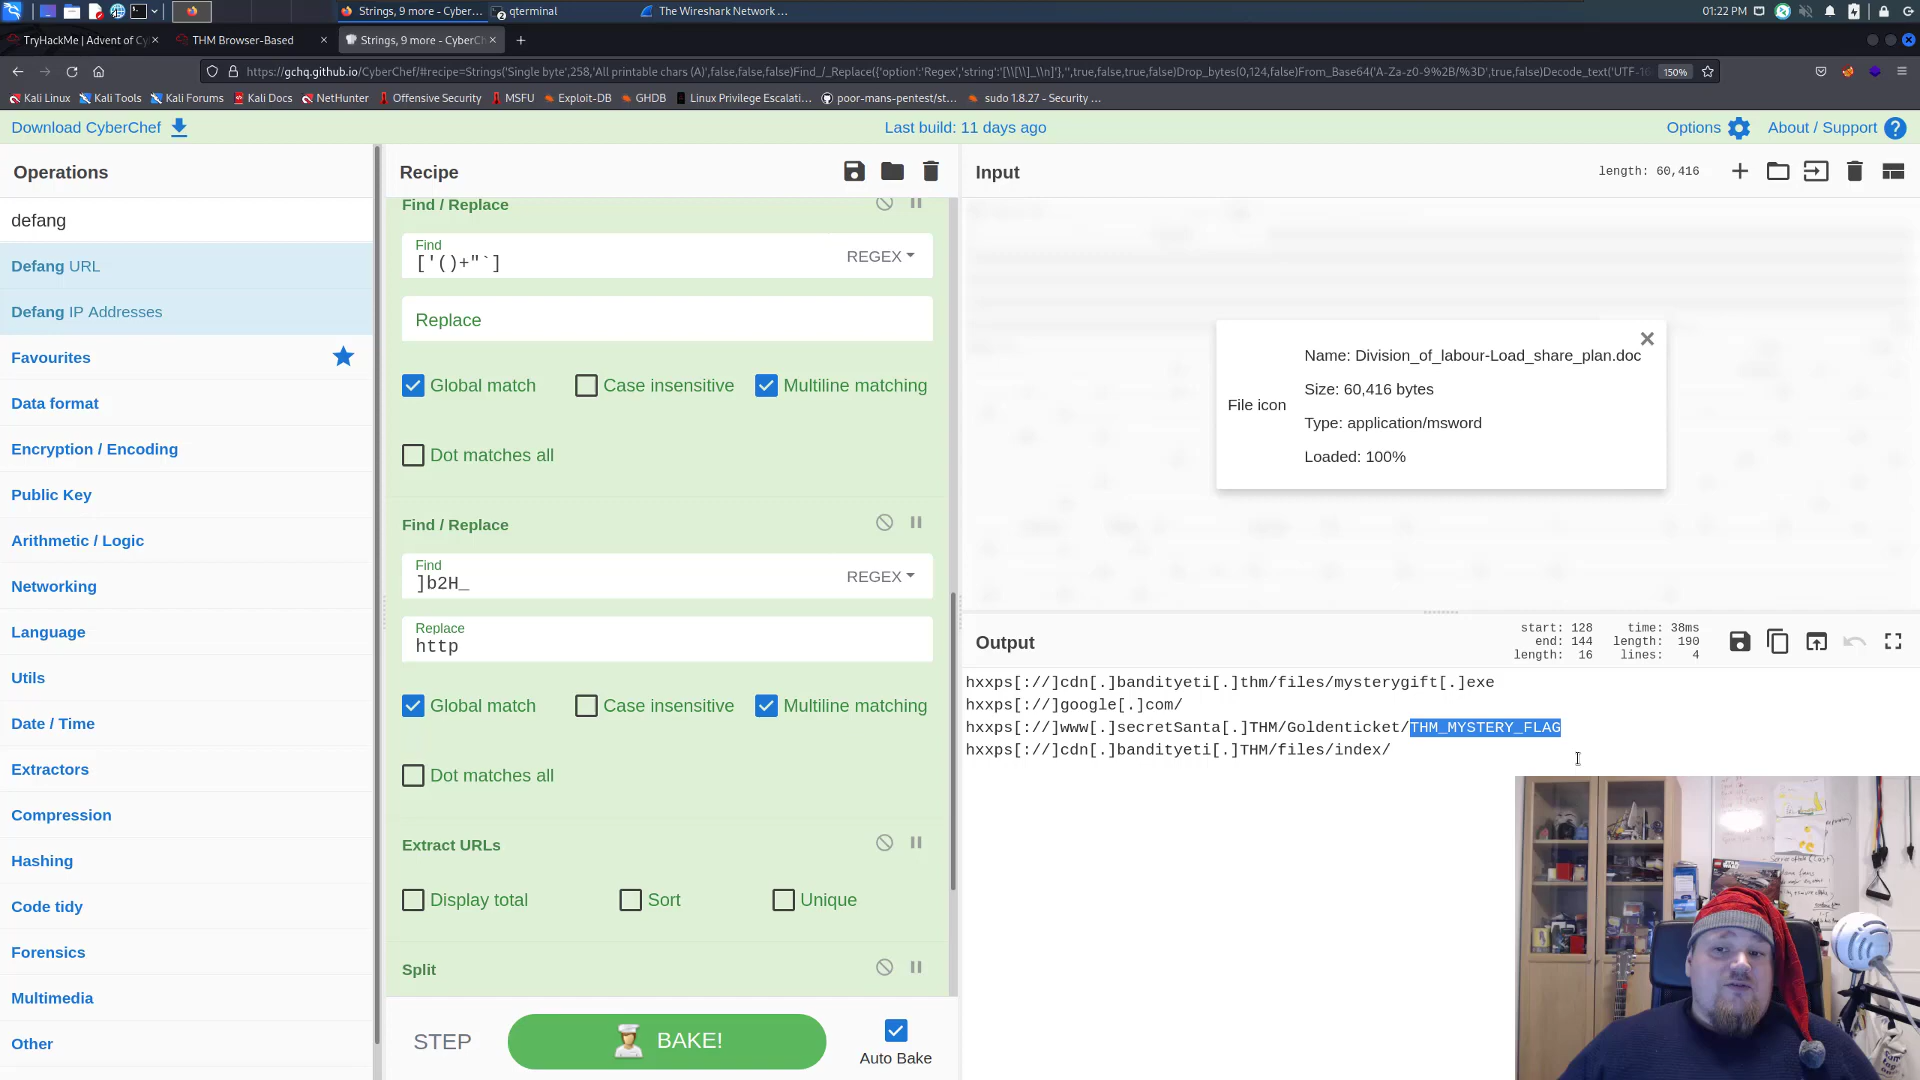 Strings, 9 more - Cyber...
qterminal
The Wireshark Network ...
01:22 PM
TryHackMe | Advent of Cy
THM Browser-Based
Strings, 9 more - CyberCh
https://gchq.github.io/CyberChef/#recipe=Strings('Single byte',258,'All printable chars (A)',false,false,false)Find_/_Replace({'option':'Regex','string':'[\\[\\]_\\n]'},'',true,false,true,false)Drop_bytes(0,124,false)From_Base64('A-Za-z0-9%2B/%3D',true,false)Decode_text('UTF-16
150%
Kali Linux
Kali Tools
Kali Forums
Kali Docs
NetHunter
Offensive Security
MSFU
Exploit-DB
GHDB
Linux Privilege Escalati...
poor-mans-pentest/st...
sudo 1.8.27 - Security ...
Download CyberChef
Last build: 11 days ago
Options
About / Support
Operations
defang
Defang URL
Defang IP Addresses
Favourites
Data format
Encryption / Encoding
Public Key
Arithmetic / Logic
Networking
Language
Utils
Date / Time
Extractors
Compression
Hashing
Code tidy
Forensics
Multimedia
Other
Recipe
Find / Replace
Find
['()+"`]
REGEX
Replace
Global match
Case insensitive
Multiline matching
Dot matches all
Find / Replace
Find
]b2H_
REGEX
Replace
http
Global match
Case insensitive
Multiline matching
Dot matches all
Extract URLs
Display total
Sort
Unique
Split
STEP
BAKE!
Auto Bake
Input
length: 60,416
File icon
Name: Division_of_labour-Load_share_plan.doc
Size: 60,416 bytes
Type: application/msword
Loaded: 100%
Output
start: 128
end: 144
length: 16
time: 38ms
length: 190
lines: 4
hxxps[://]cdn[.]bandityeti[.]thm/files/mysterygift[.]exe
hxxps[://]google[.]com/
hxxps[://]www[.]secretSanta[.]THM/Goldenticket/THM_MYSTERY_FLAG
hxxps[://]cdn[.]bandityeti[.]THM/files/index/